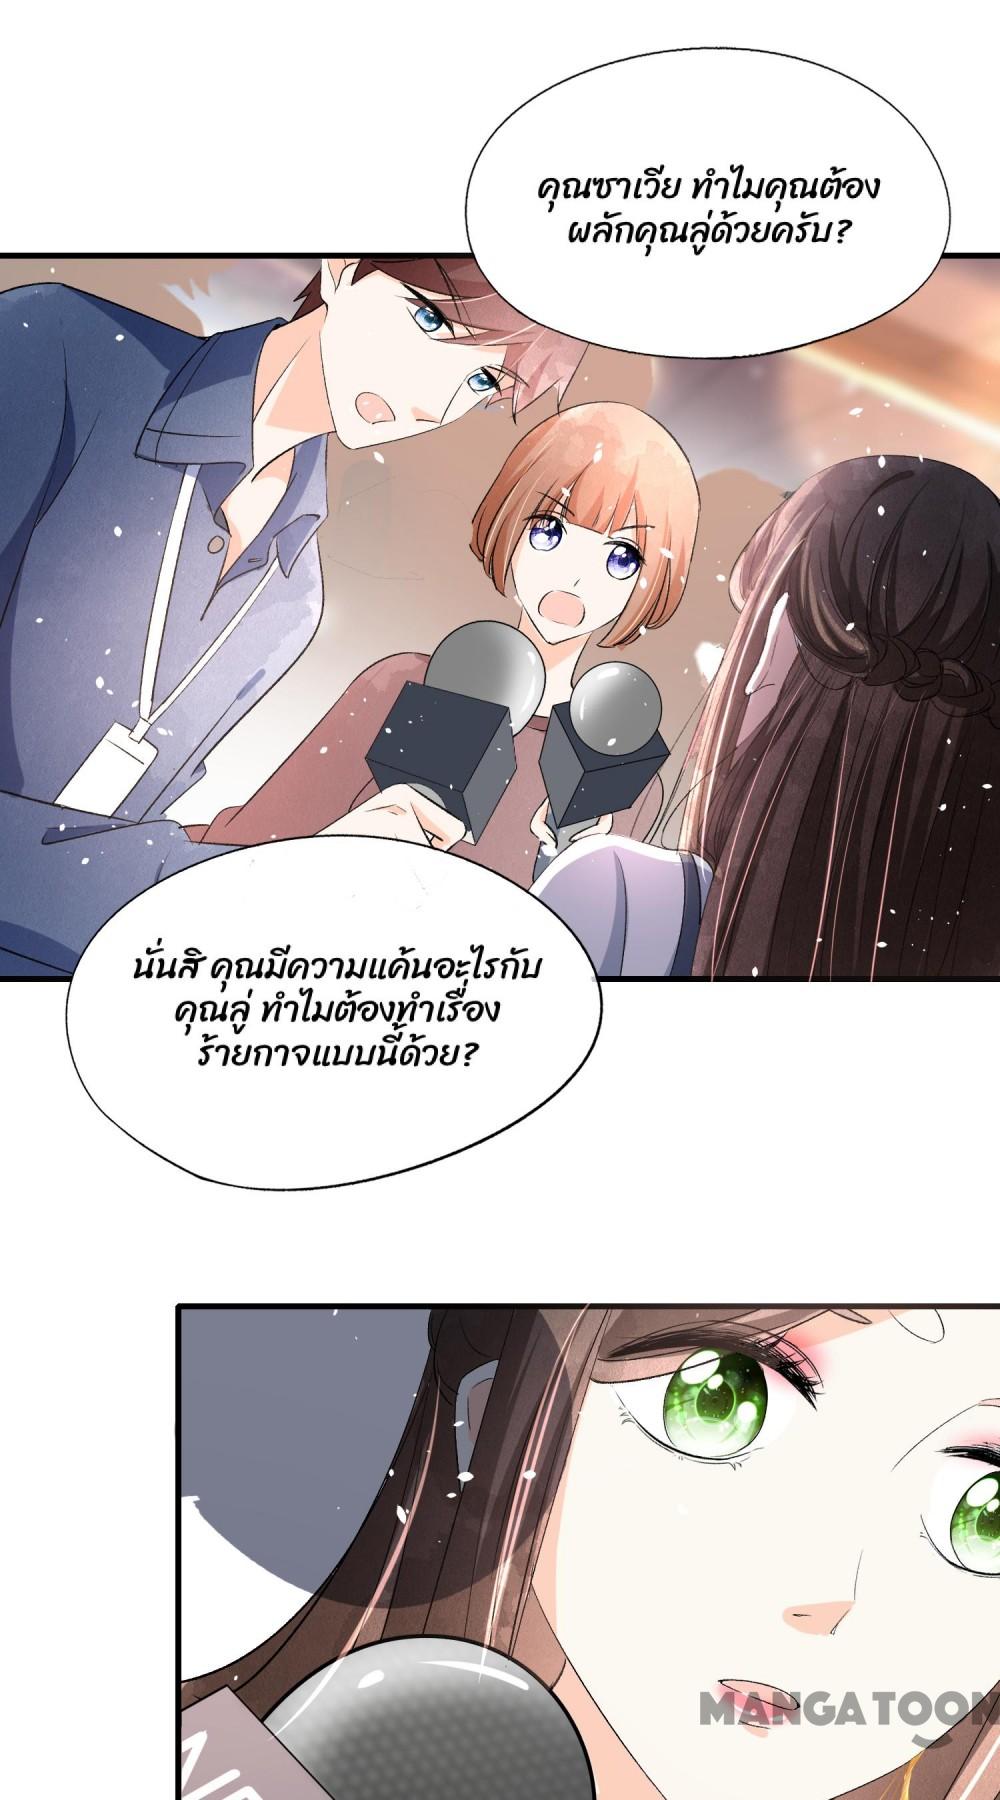 คุณซาเวีย ทำไมคุณต้อง
ผลักคุณลู่ด้วยครับ?
นั่นสิ คุณมีความแค้นอะไรกับ
คุณลู่ ทำไมต้องทำเรื่อง
ร้ายกาจแบบนี้ด้วย?
MANGATOON